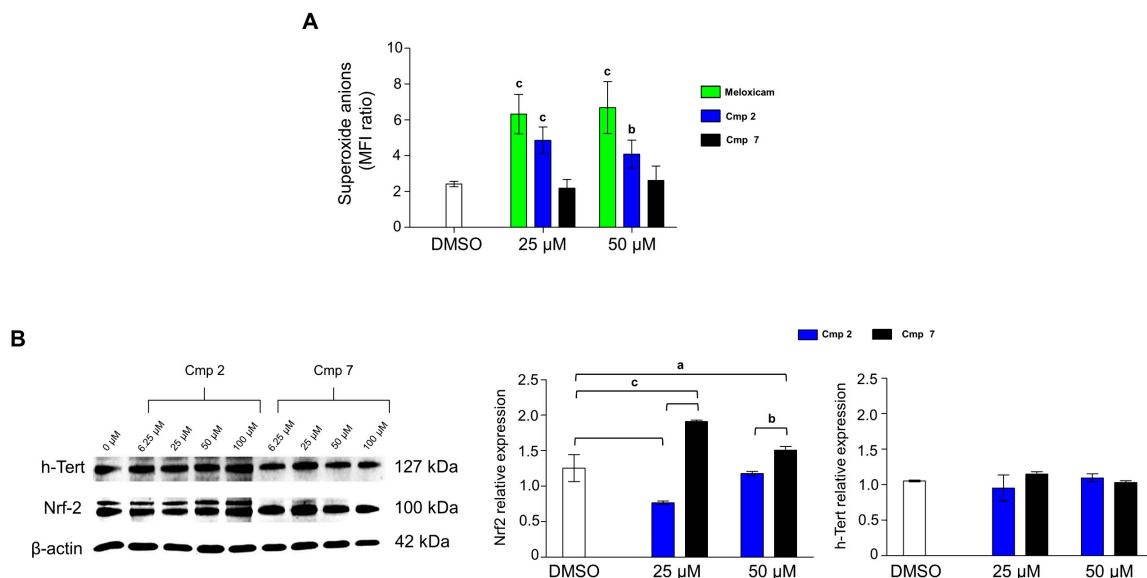 A
Superoxide anions
(MFI ratio)
10
8
6
4
2
0
c
c
c
b
DMSO
25 µM
50 µM
Meloxicam
Cmp 2
Cmp 7
B
Cmp 2
Cmp 7
0 µM
6.25 µM
25 µM
50 µM
100 µM
6.25 µM
25 µM
50 µM
100 µM
h-Tert
127 kDa
Nrf-2
100 kDa
β-actin
42 kDa
Cmp 2
Cmp 7
Nrf2 relative expression
2.5
2.0
1.5
1.0
0.5
0
a
c
b
DMSO
25 µM
50 µM
h-Tert relative expression
2.5
2.0
1.5
1.0
0.5
0
DMSO
25 µM
50 µM